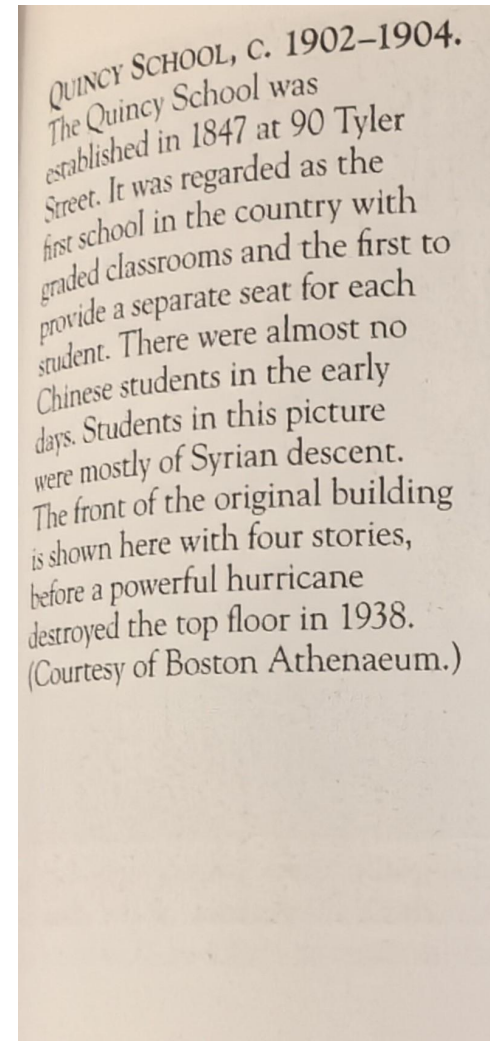 QUINCY SCHOOL, C. 1902–1904.
The Quincy School was
established in 1847 at 90 Tyler
Street. It was regarded as the
first school in the country with
graded classrooms and the first to
provide a separate seat for each
student. There were almost no
Chinese students in the early
days. Students in this picture
were mostly of Syrian descent.
The front of the original building
is shown here with four stories,
before a powerful hurricane
destroyed the top floor in 1938.
(Courtesy of Boston Athenaeum.)